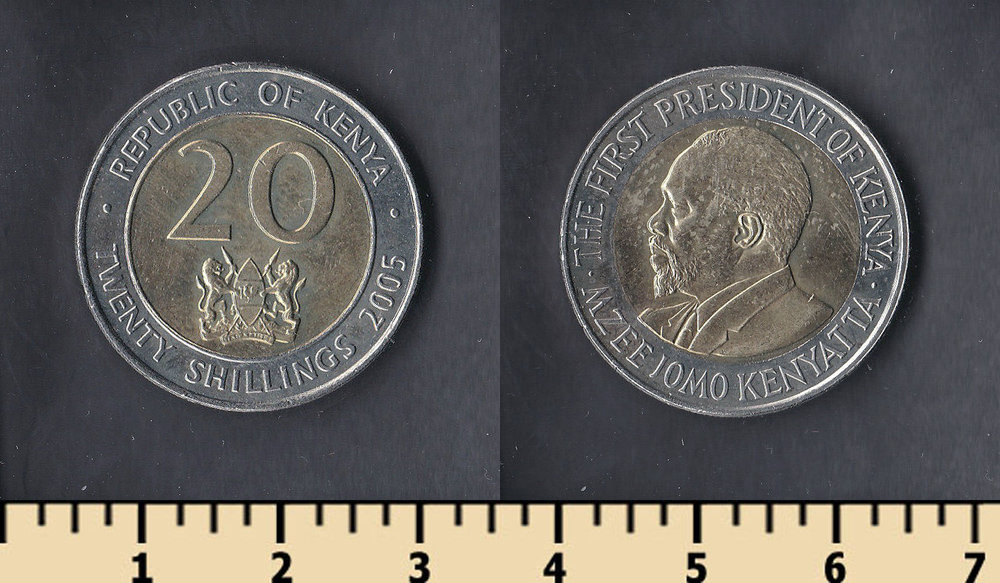 REPUBLIC OF KENYA
20
TWENTY SHILLINGS 2005
THE FIRST PRESIDENT OF KENYA
MZEE JOMO KENYATTA
1 2 3 4 5 6 7